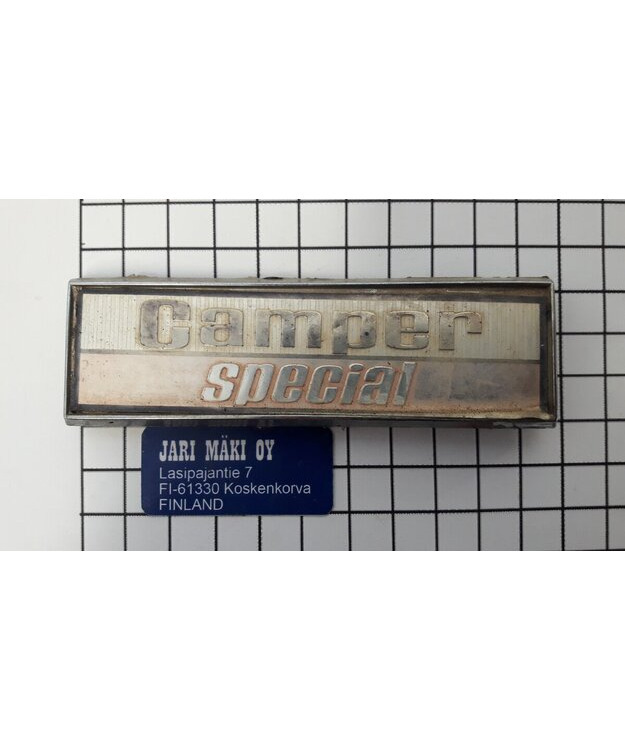 Camper
special
JARI MÄKI OY
Lasipajantie 7
FI-61330 Koskenkorva
FINLAND